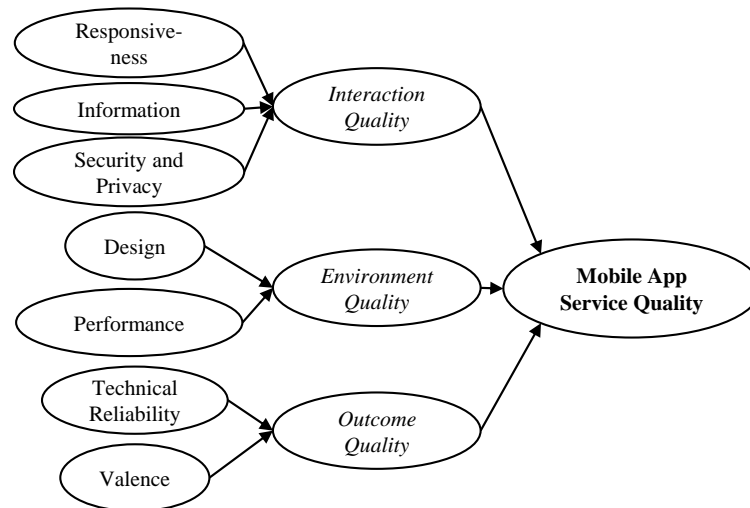 Responsive-
ness
Information
Security and
Privacy
Design
Performance
Technical
Reliability
Valence
Interaction
Quality
Environment
Quality
Outcome
Quality
Mobile App
Service Quality